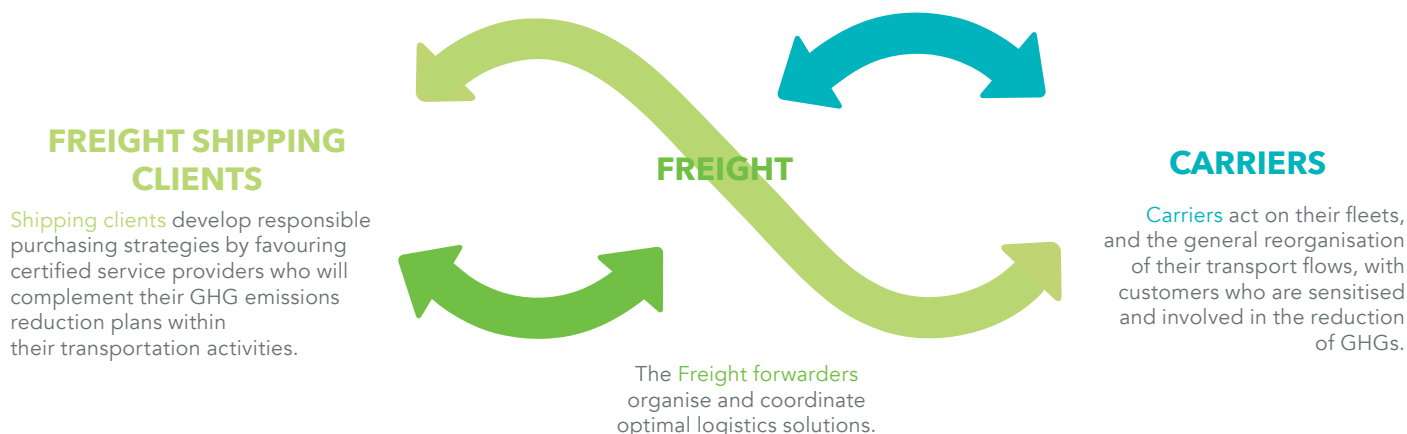 FREIGHT SHIPPING
CLIENTS
Shipping clients develop responsible
purchasing strategies by favouring
certified service providers who will
complement their GHG emissions
reduction plans within
their transportation activities.
FREIGHT
The Freight forwarders
organise and coordinate
optimal logistics solutions.
CARRIERS
Carriers act on their fleets,
and the general reorganisation
of their transport flows, with
customers who are sensitised
and involved in the reduction
of GHGs.